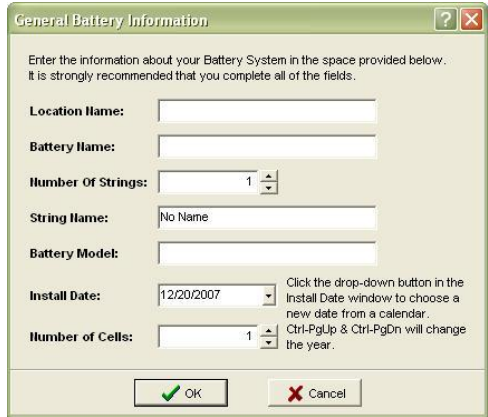 General Battery Information
Enter the information about your Battery System in the space provided below.
It is strongly recommended that you complete all of the fields.
Location Name:
Battery Name:
Number Of Strings: 1
String Name: No Name
Battery Model:
Install Date: 12/20/2007
Click the drop-down button in the
Install Date window to choose a
new date from a calendar.
Ctrl-PgUp & Ctrl-PgDn will change
the year.
Number of Cells: 1
OK Cancel